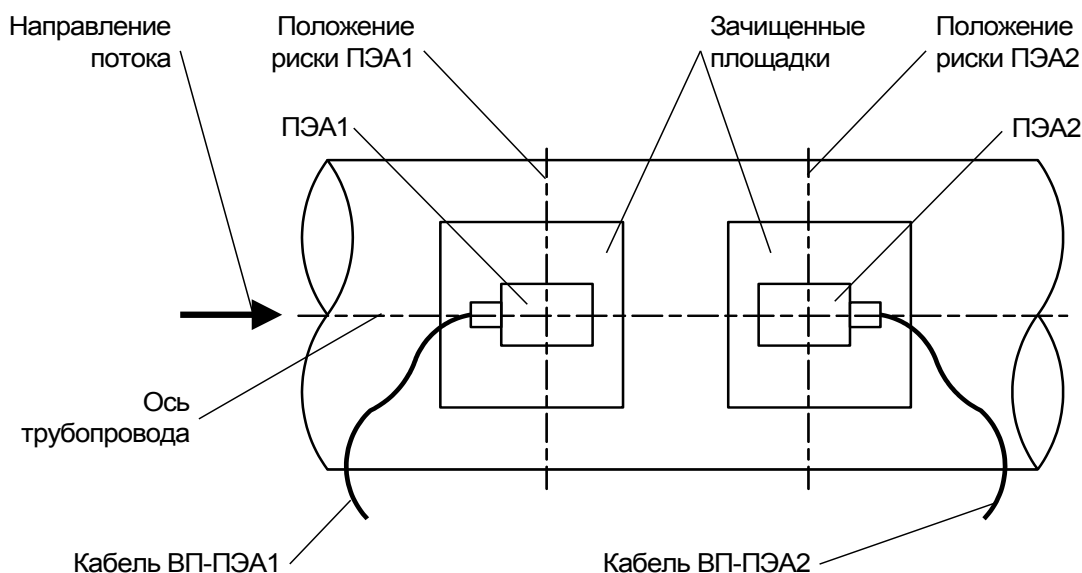 Направление
потока
Положение
риски ПЭА1
Зачищенные
площадки
Положение
риски ПЭА2
ПЭА1
ПЭА2
Ось
трубопровода
Кабель ВП-ПЭА1
Кабель ВП-ПЭА2